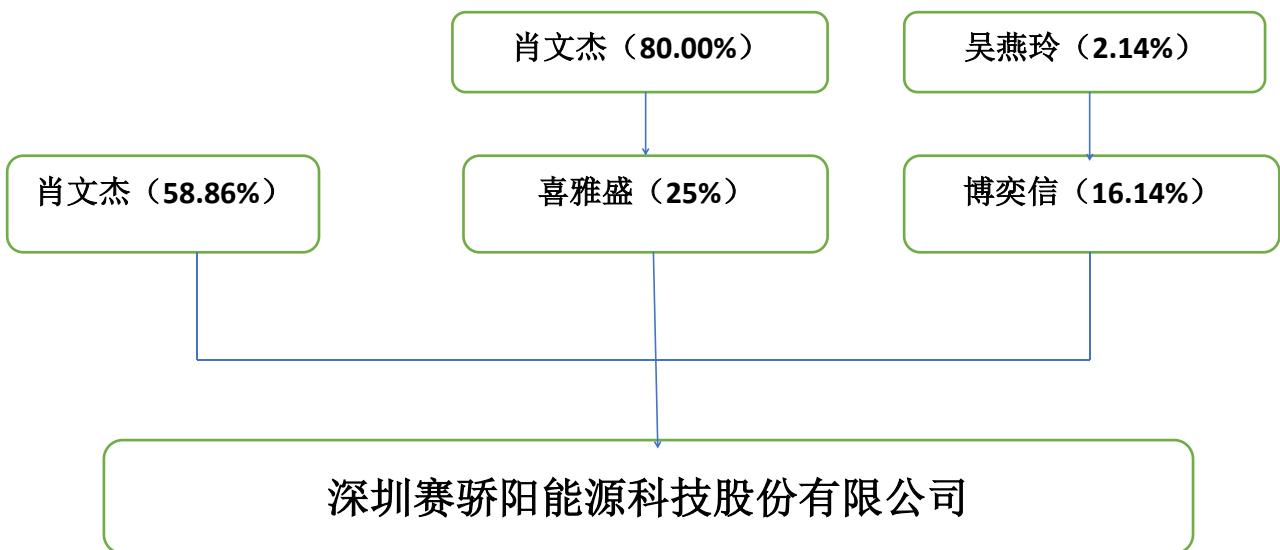 肖文杰（80.00%）
吴燕玲（2.14%）
肖文杰（58.86%）
喜雅盛（25%）
博奕信（16.14%）
深圳赛骄阳能源科技股份有限公司